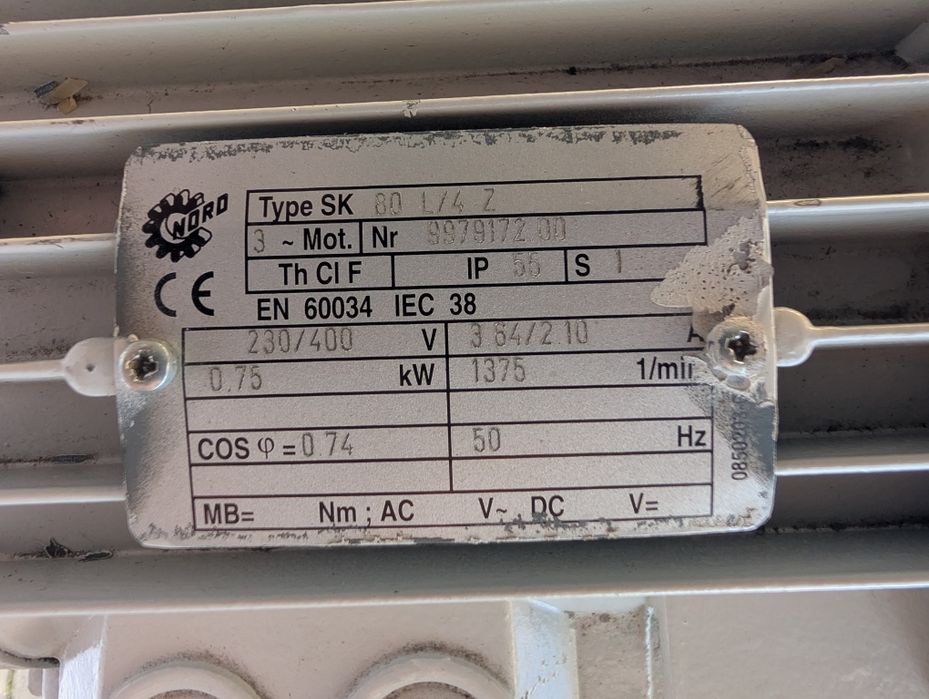 NORD
Type SK 80 L/4 Z
3 ~ Mot. Nr 9979172 00
Th Cl F IP 55 S 1
CE
EN 60034 IEC 38
230/400 V 3 64/2 10 A
0.75 kW 1375 1/min
COS φ = 0 74 50 Hz
MB= Nm ; AC V~ , DC V=